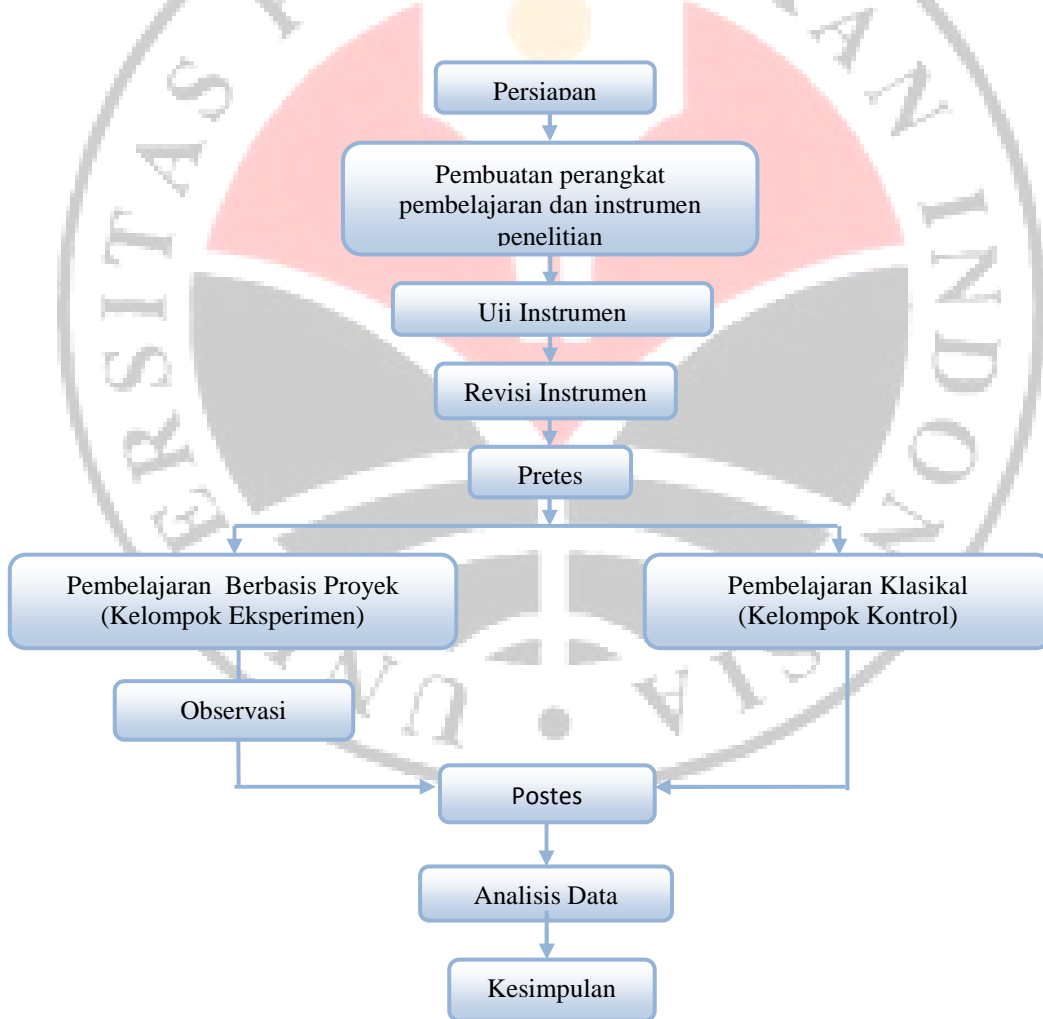 Persiapan
Pembuatan perangkat
pembelajaran dan instrumen
penelitian
Uji Instrumen
Revisi Instrumen
Pretes
Pembelajaran Berbasis Proyek
(Kelompok Eksperimen)
Pembelajaran Klasikal
(Kelompok Kontrol)
Observasi
Postes
Analisis Data
Kesimpulan